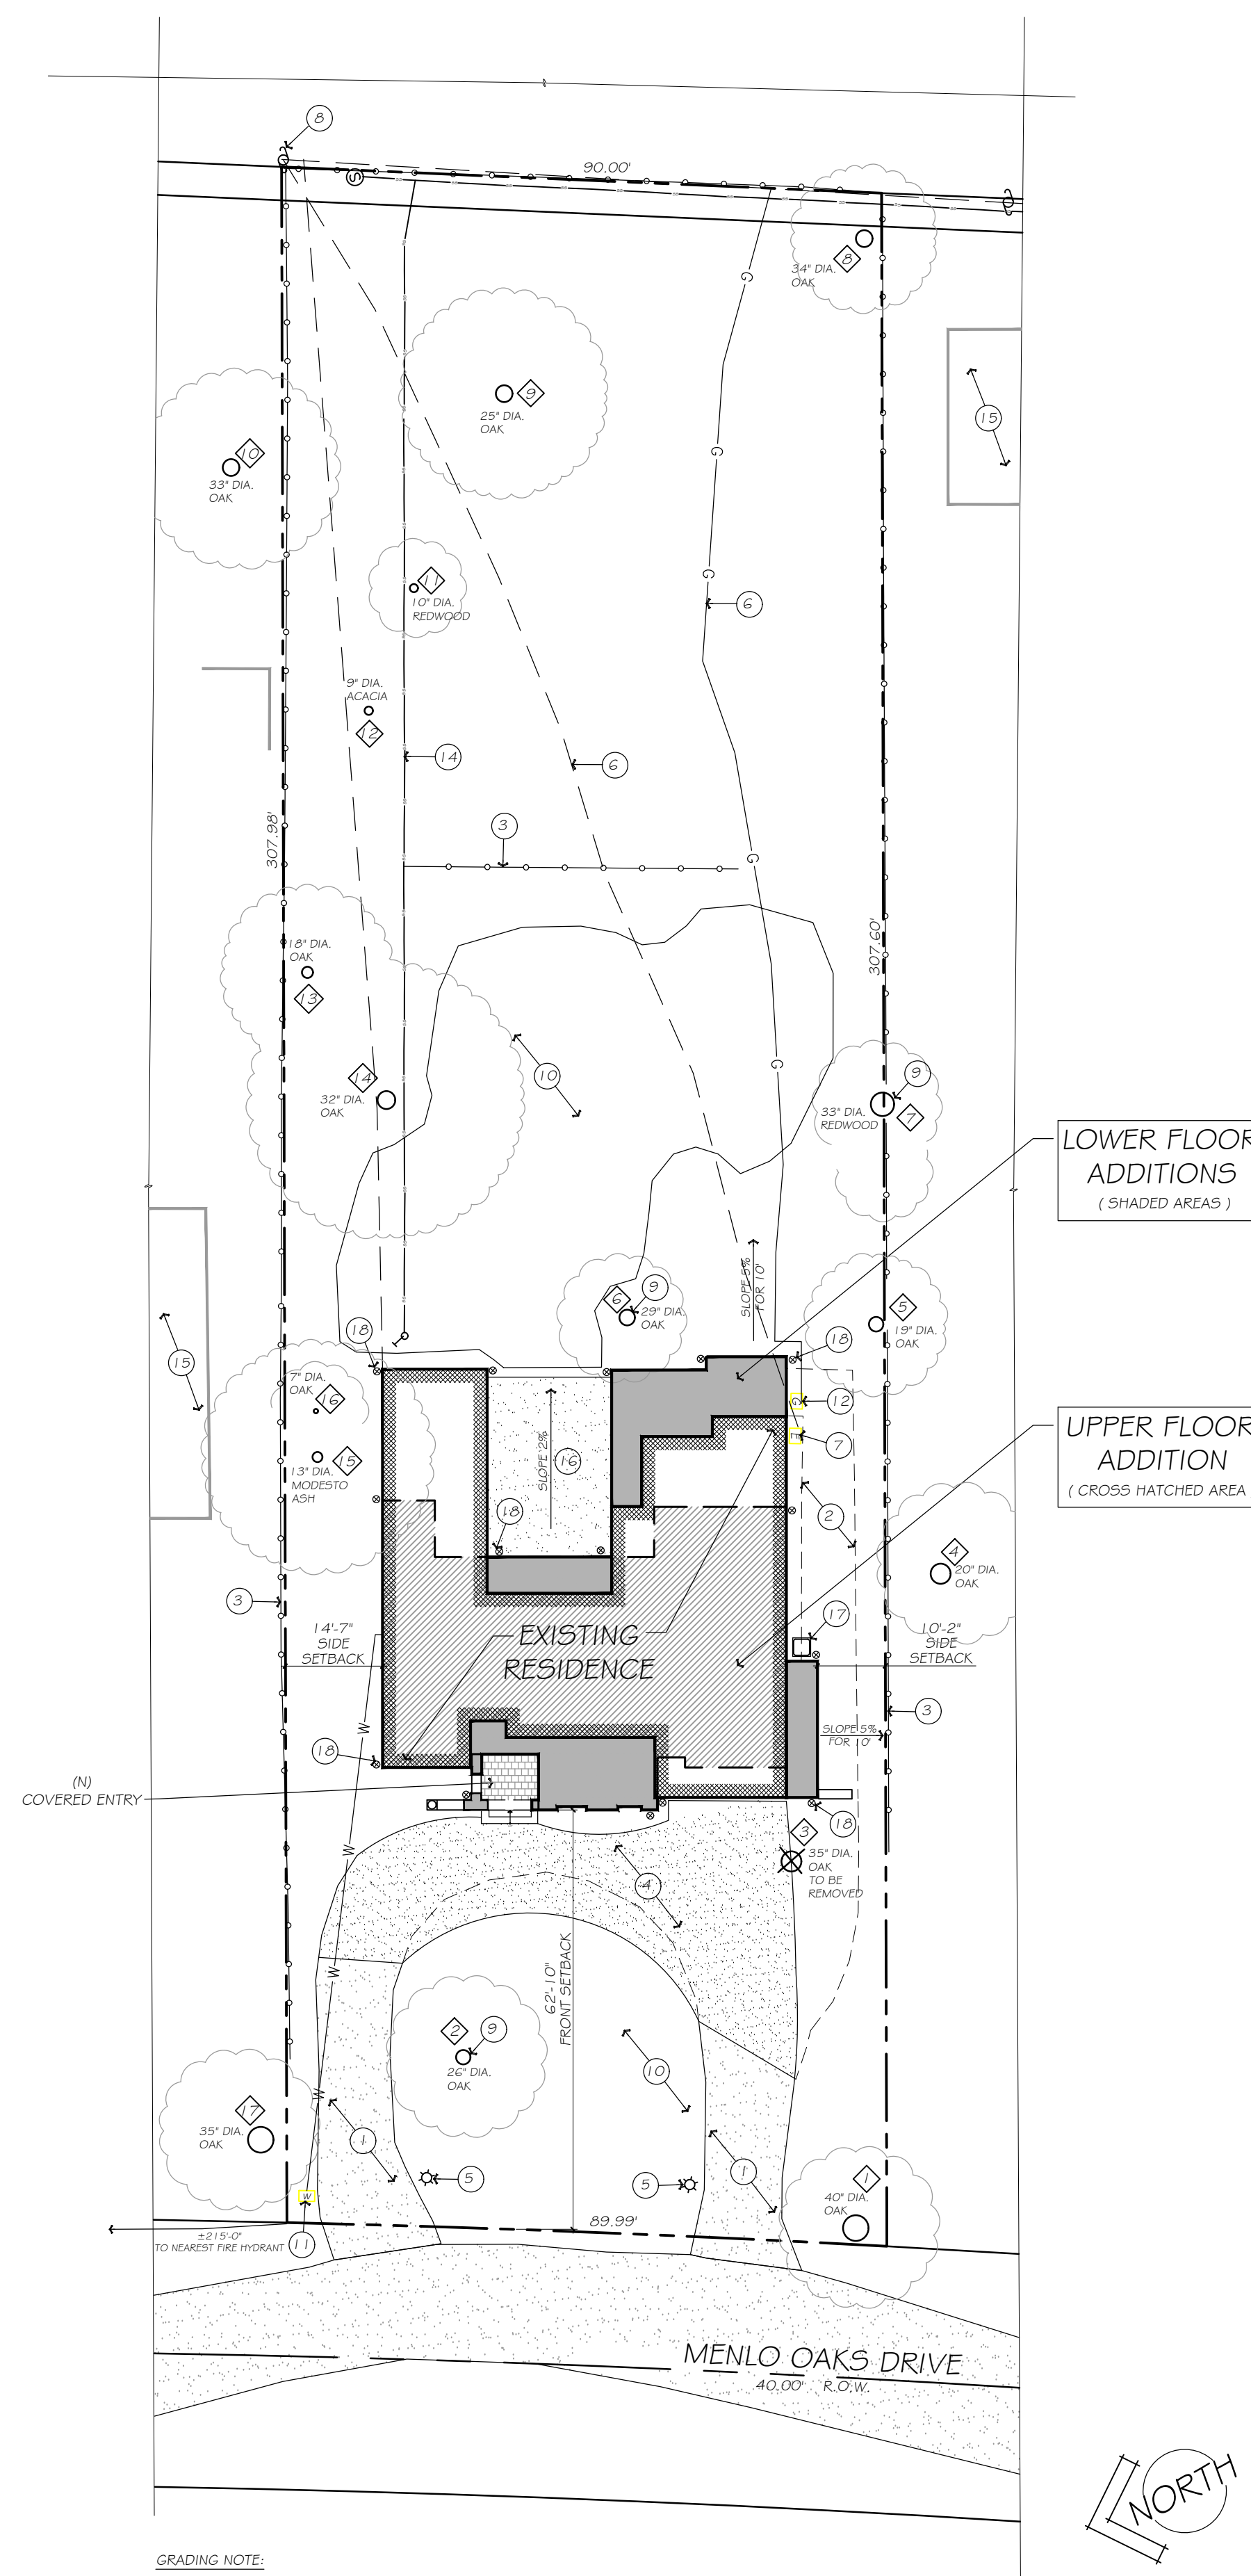 8
90.00'
S
8
34" DIA.
OAK
G
9
25" DIA.
OAK
15
10
33" DIA.
OAK
G
11
10" DIA.
REDWOOD
G
6
9" DIA.
ACACIA
12
14
6
3
307.98'
G
18" DIA.
OAK
13
307.60'
14
32" DIA.
OAK
10
G
9
33" DIA.
REDWOOD
7
LOWER FLOOR
ADDITIONS
( SHADED AREAS )
SLOPE 5%
FOR 10'
6
9
29" DIA.
OAK
5
19" DIA.
OAK
18
18
15
7" DIA.
OAK
16
G
12
E
7
UPPER FLOOR
ADDITION
( CROSS HATCHED AREA
SLOPE 2%
16
13" DIA.
MODESTO
ASH
15
18
2
4
20" DIA.
OAK
3
17
14'-7"
SIDE
SETBACK
EXISTING
RESIDENCE
10'-2"
SIDE
SETBACK
3
W
SLOPE 5%
FOR 10'
18
(N)
COVERED ENTRY
18
3
35" DIA.
OAK
TO BE
REMOVED
W
4
W
62'-10"
FRONT SETBACK
2
9
26" DIA.
OAK
10
W
17
35" DIA.
OAK
1
1
5
5
1
40" DIA.
OAK
W
89.99'
±215'-0"
TO NEAREST FIRE HYDRANT
11
MENLO OAKS DRIVE
40.00' R.O.W.
NORTH
GRADING NOTE: